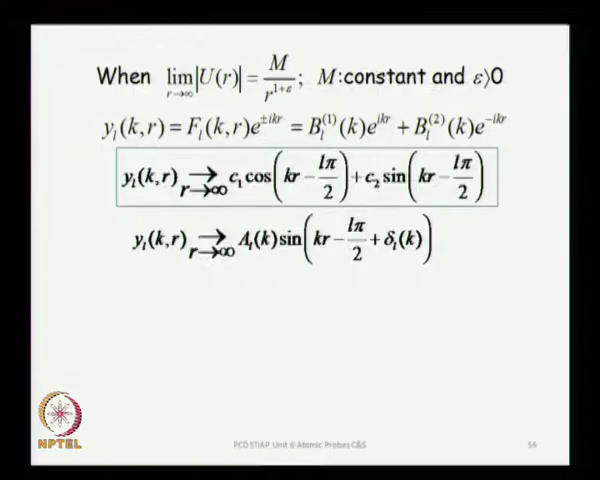 When lim_{r→∞} |U(r)| = M / r^{1+ε} ; M:constant and ε⟩0
y_l(k,r) = F_l(k,r)e^{±ikr} = B_l^{(1)}(k)e^{ikr} + B_l^{(2)}(k)e^{-ikr}
y_l(k,r) →_{r→∞} c_1 cos(kr − lπ/2) + c_2 sin(kr − lπ/2)
y_l(k,r) →_{r→∞} A_l(k) sin(kr − lπ/2 + δ_l(k))
NPTEL
PCD STiAP Unit 6 Atomic Probes C&S
56